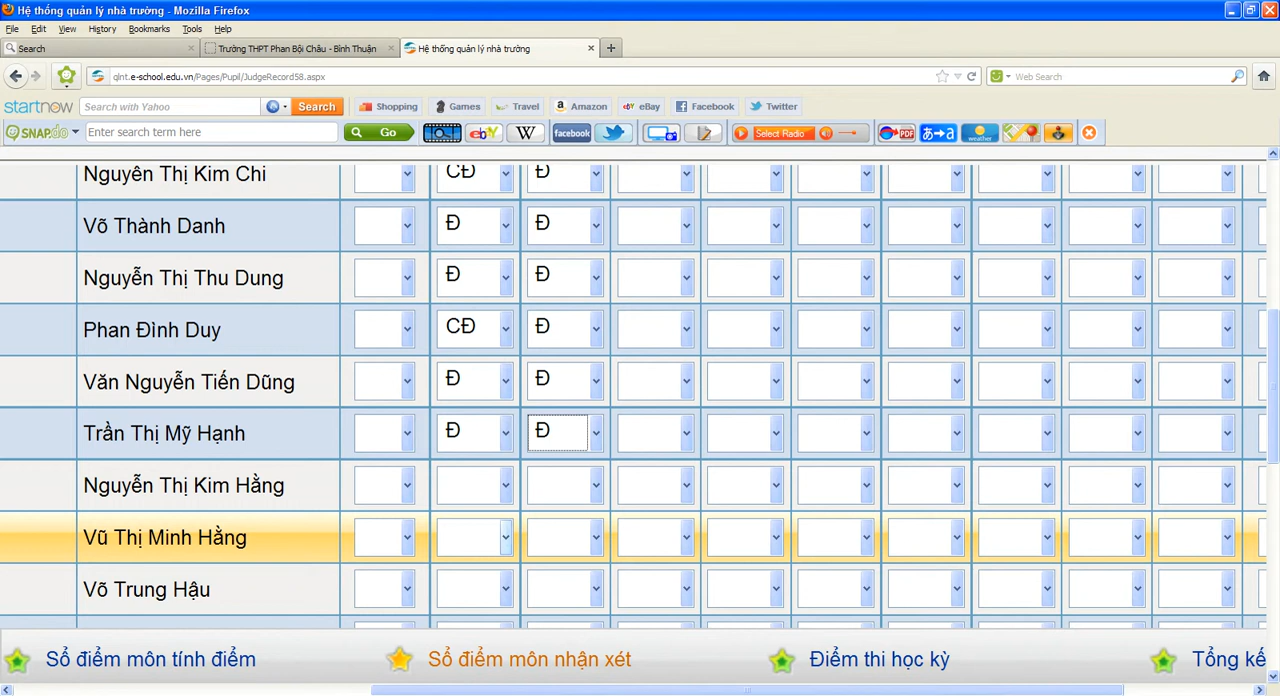 Hệ thống quản lý nhà trường - Mozilla Firefox
File Edit View History Bookmarks Tools Help
Search
Trường THPT Phan Bội Châu - Bình Thuận
Hệ thống quản lý nhà trường
qlnt.e-school.edu.vn/Pages/Pupil/JudgeRecord58.aspx
Web Search
startnow Search with Yahoo Search Shopping Games Travel Amazon eBay Facebook Twitter
SNAP.do Enter search term here Go ebY W facebook Select Radio PDF あ→a weather
Nguyễn Thị Kim Chi CĐ Đ
Võ Thành Danh Đ Đ
Nguyễn Thị Thu Dung Đ Đ
Phan Đình Duy CĐ Đ
Văn Nguyễn Tiến Dũng Đ Đ
Trần Thị Mỹ Hạnh Đ Đ
Nguyễn Thị Kim Hằng
Vũ Thị Minh Hằng
Võ Trung Hậu
Sổ điểm môn tính điểm Sổ điểm môn nhận xét Điểm thi học kỳ Tổng kế